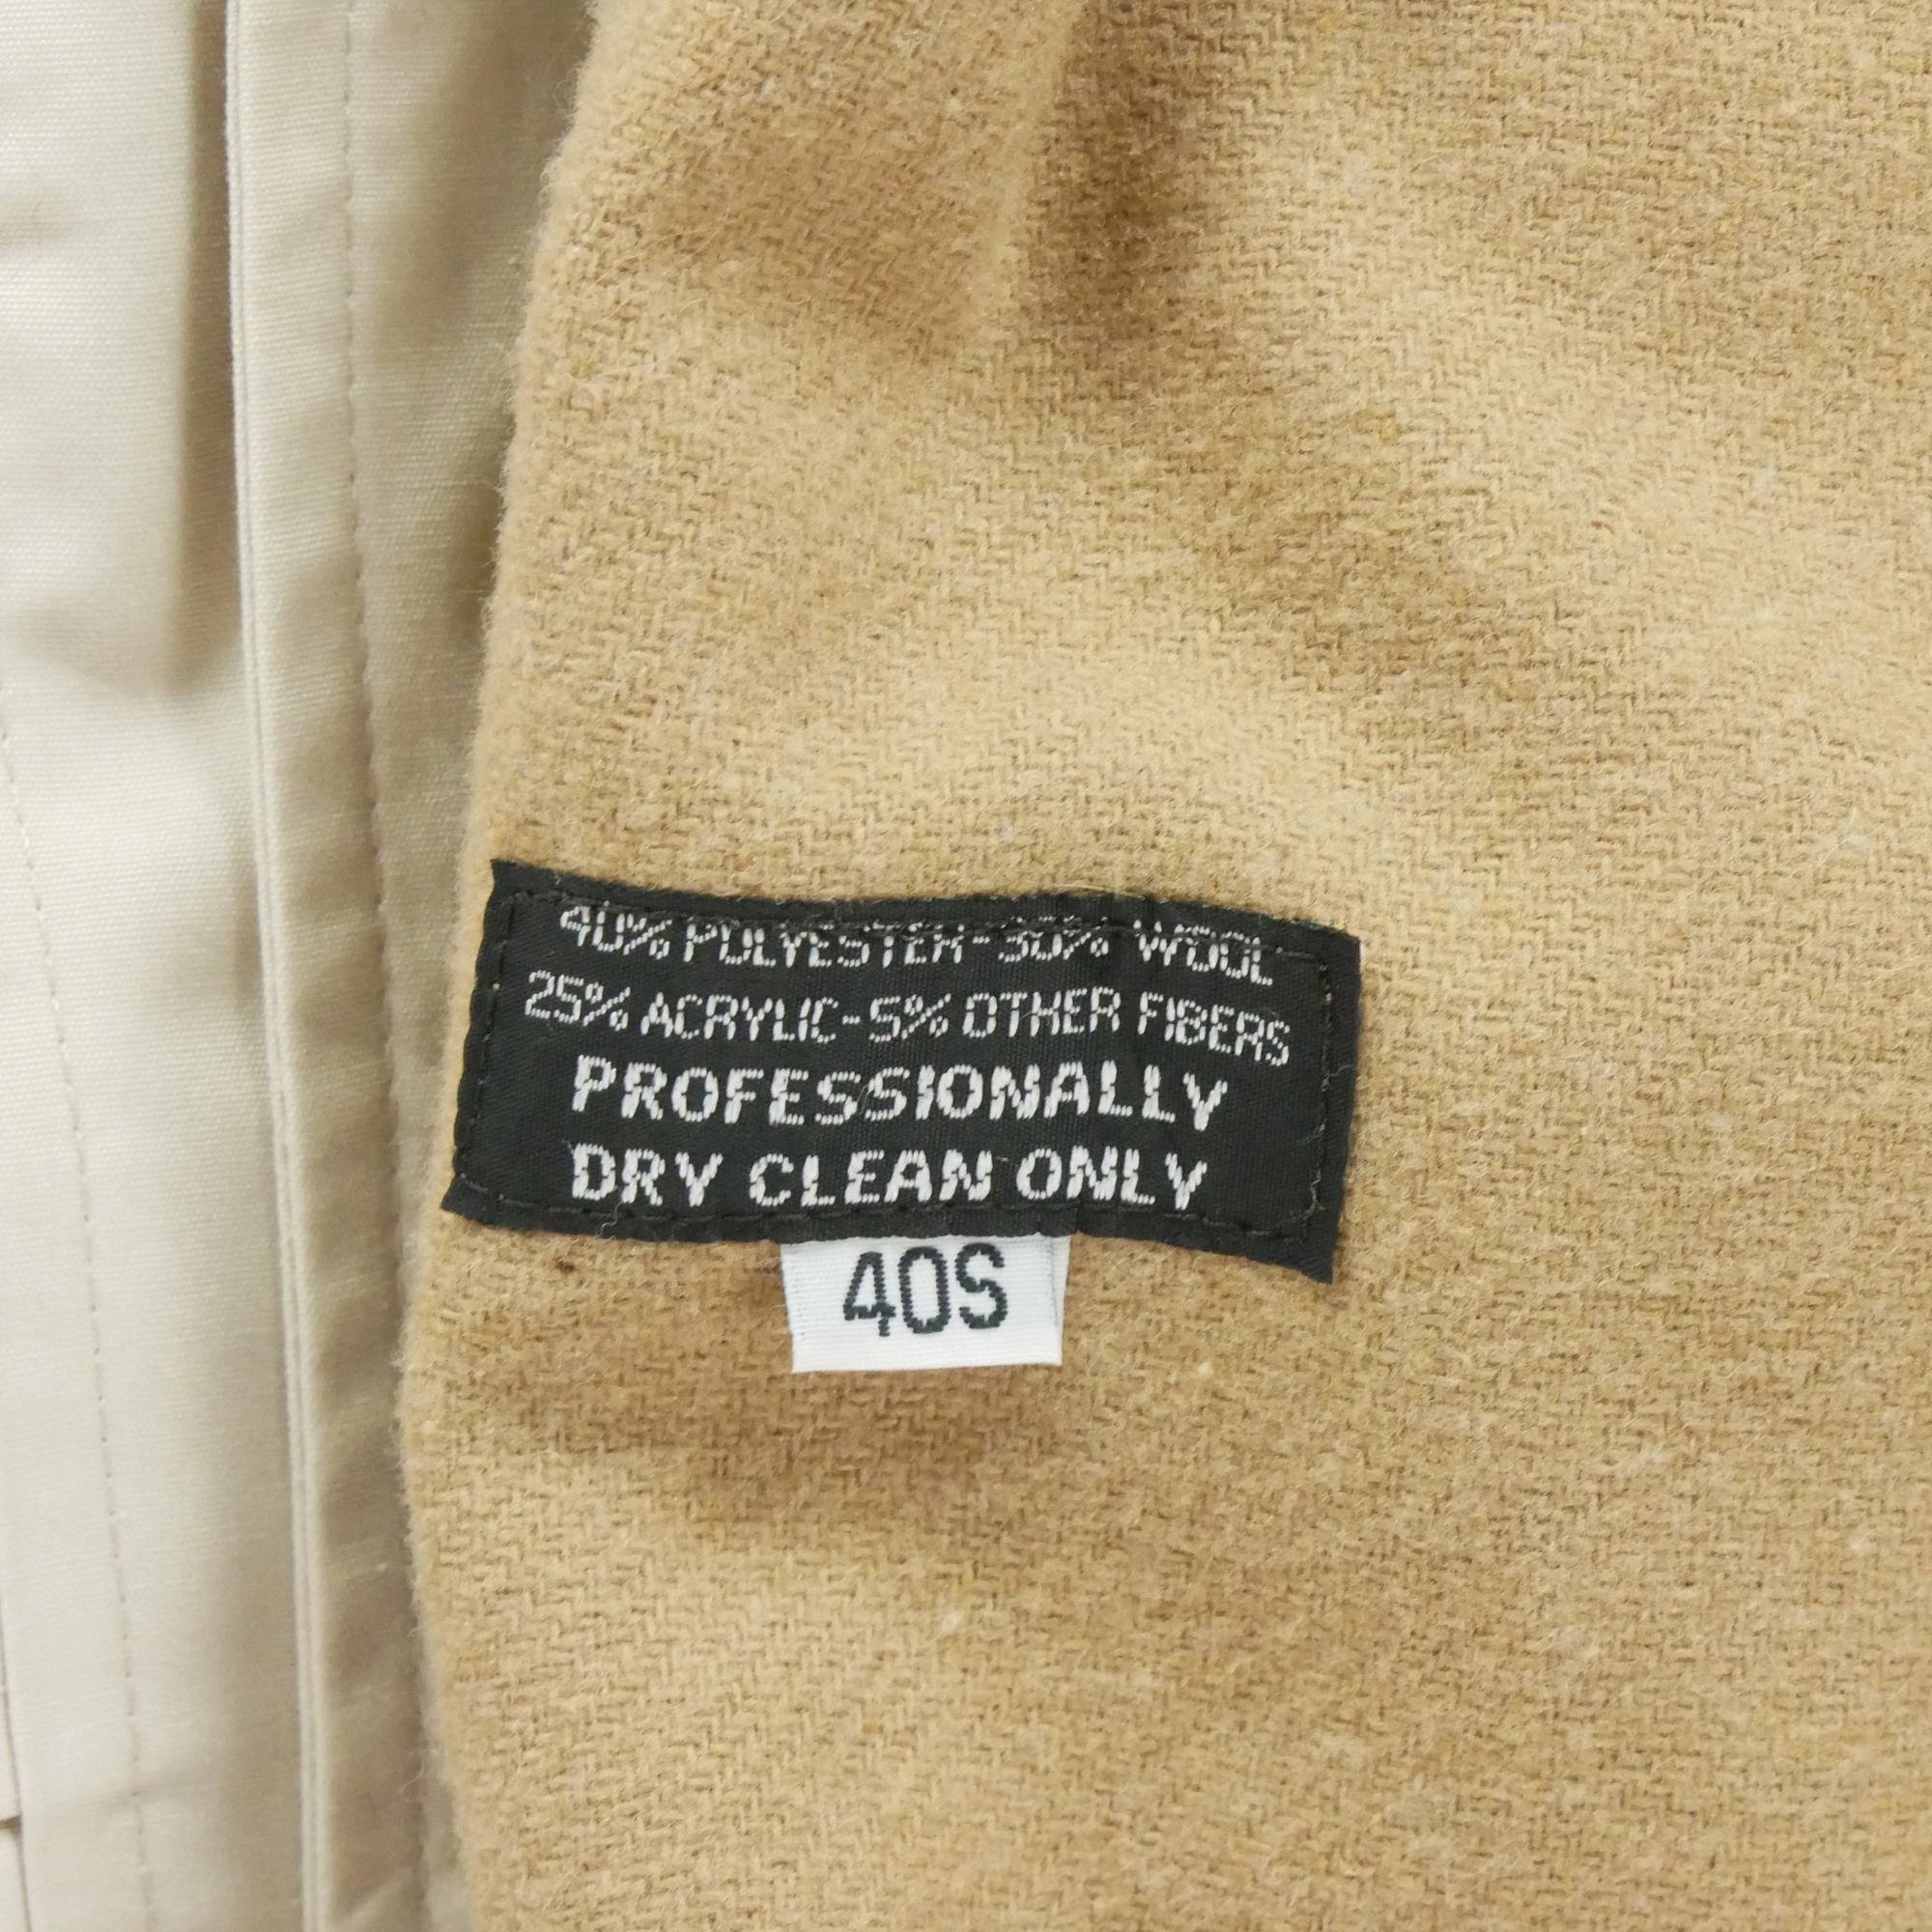 40% POLYESTER-30% WOOL
25% ACRYLIC-5% OTHER FIBERS
PROFESSIONALLY
DRY CLEAN ONLY
40S